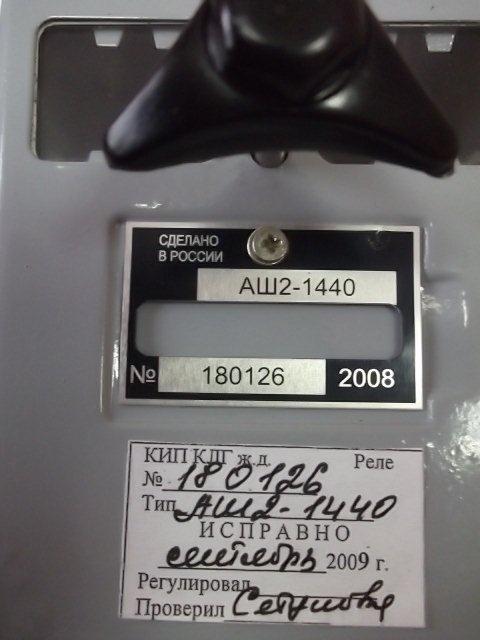 СДЕЛАНО
В РОССИИ
АШ2-1440
№ 180126 2008
КИП КДГ ж.д. Реле
№ 180126
Тип АШ2-1440
ИСПРАВНО
сентябрь 2009 г.
Регулировал
Проверил